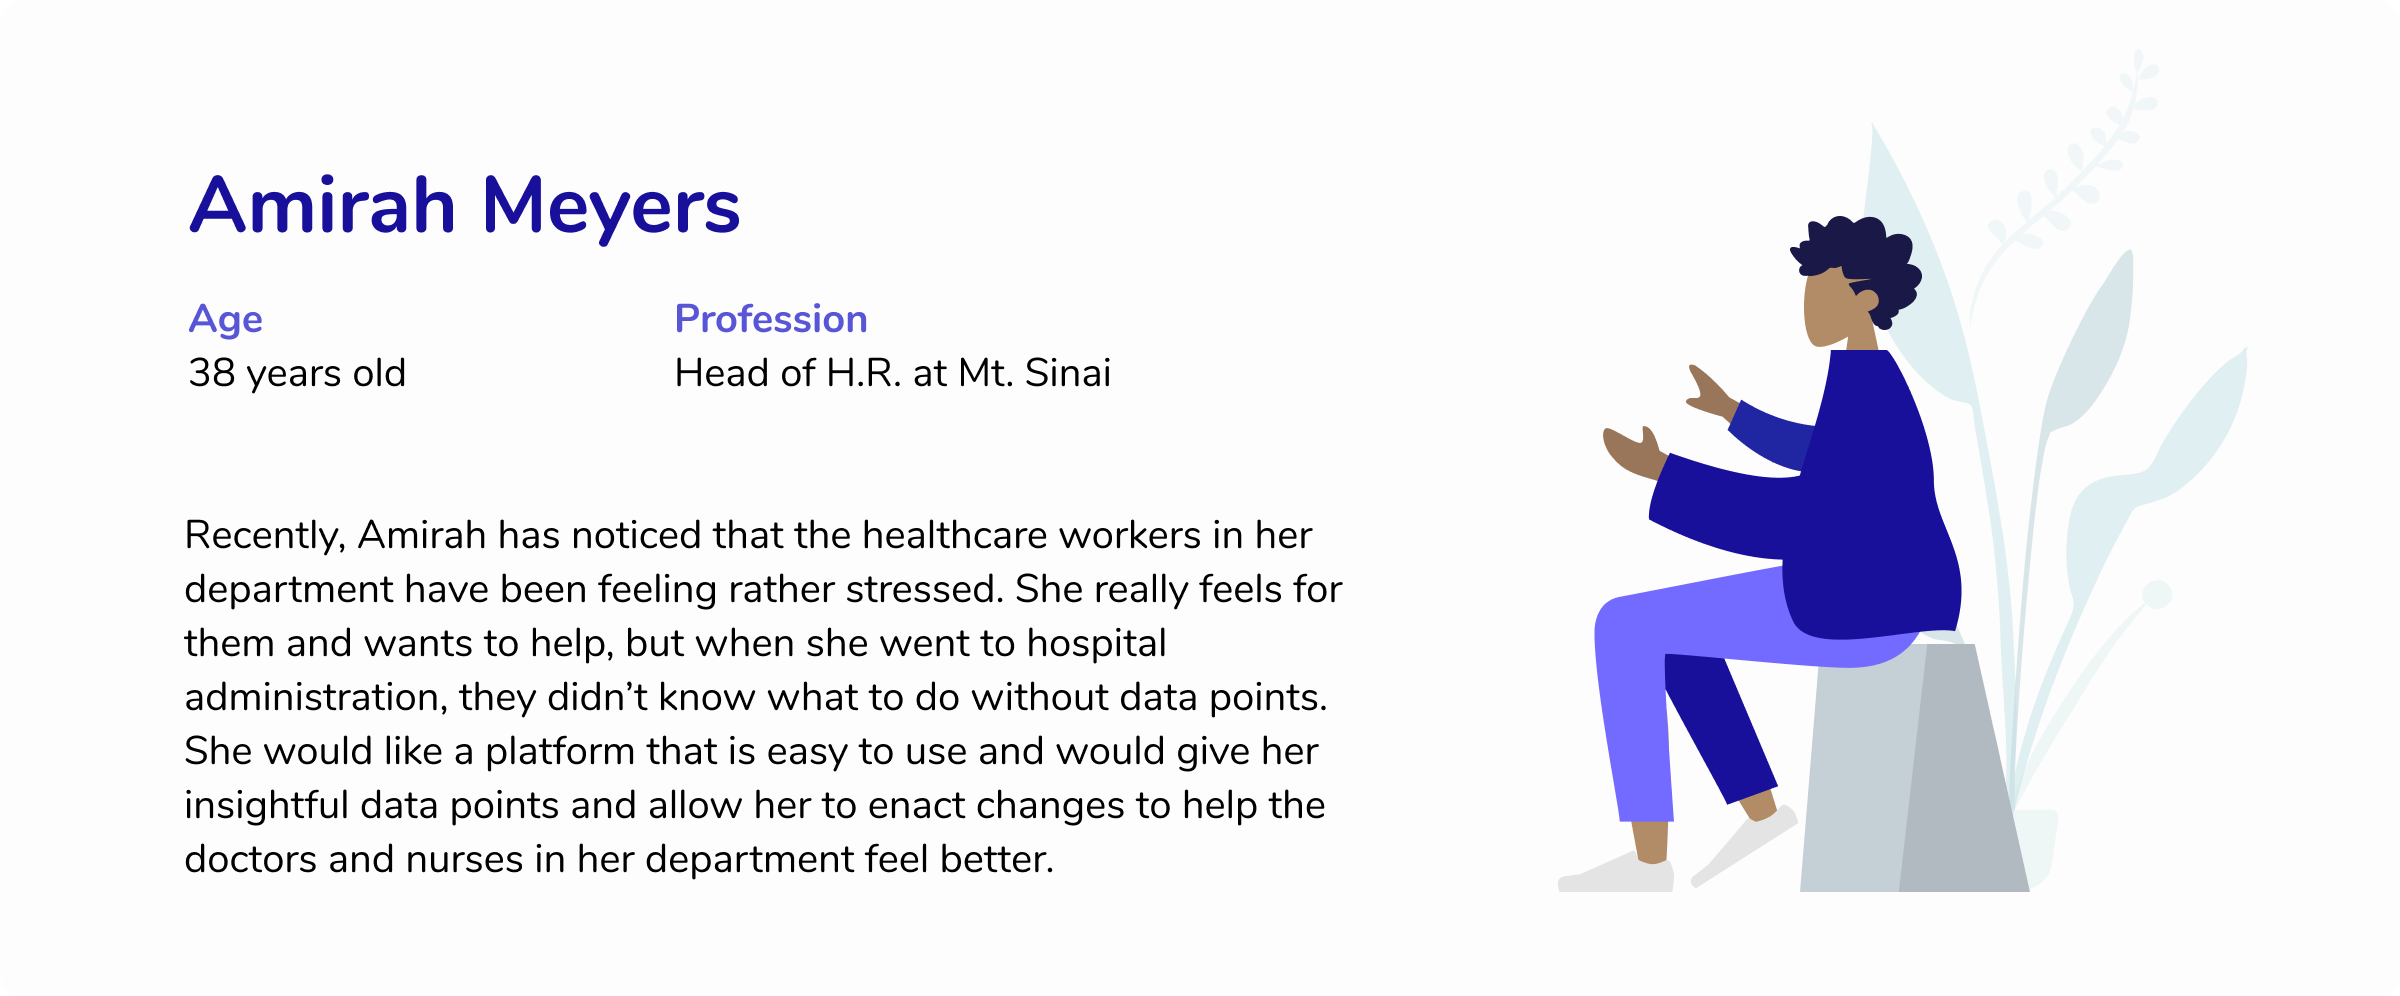 Amirah Meyers
Age
38 years old
Profession
Head of H.R. at Mt. Sinai
Recently, Amirah has noticed that the healthcare workers in her
department have been feeling rather stressed. She really feels for
them and wants to help, but when she went to hospital
administration, they didn’t know what to do without data points.
She would like a platform that is easy to use and would give her
insightful data points and allow her to enact changes to help the
doctors and nurses in her department feel better.